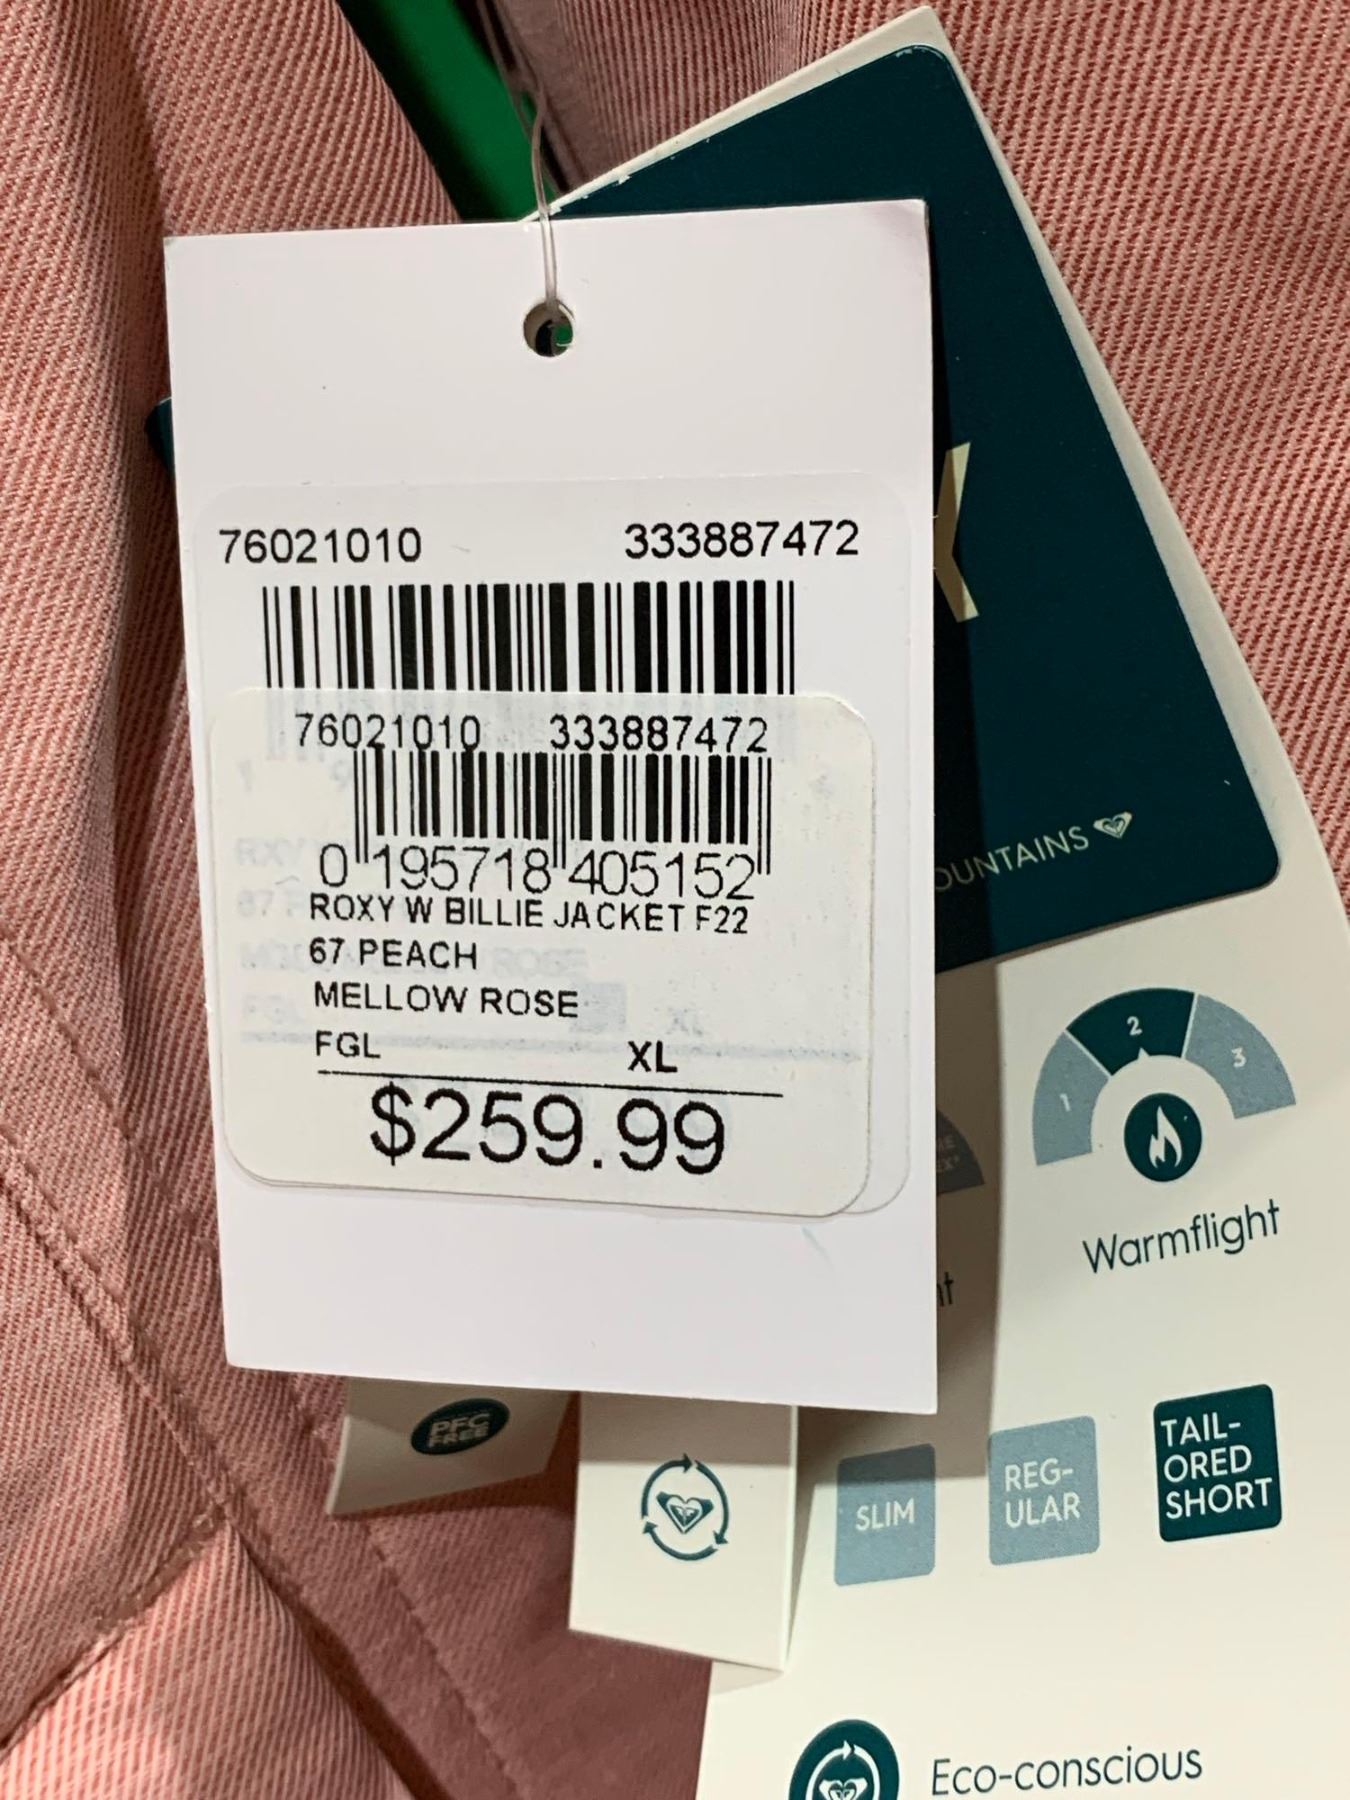 76021010 333887472
76021010 333887472
0 195718 405152
ROXY W BILLIE JACKET F22
67 PEACH
MELLOW ROSE
FGL XL
$259.99
Y
OUNTAINS
1 2 3
Warmflight
PFC
FREE
SLIM
REG-
ULAR
TAIL-
ORED
SHORT
Eco-conscious